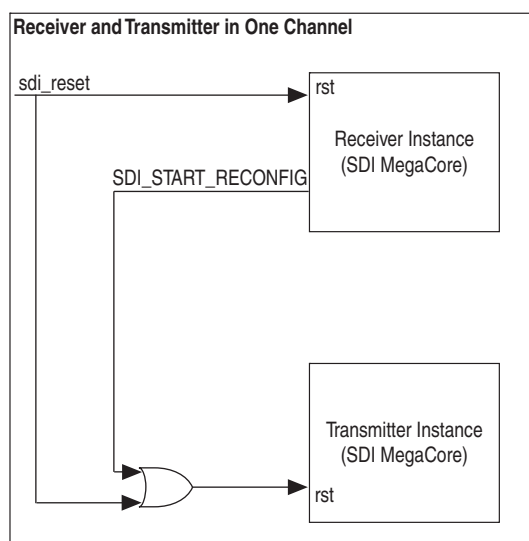 Receiver and Transmitter in One Channel
sdi_reset
rst
Receiver Instance
(SDI MegaCore)
SDI_START_RECONFIG
Transmitter Instance
(SDI MegaCore)
rst